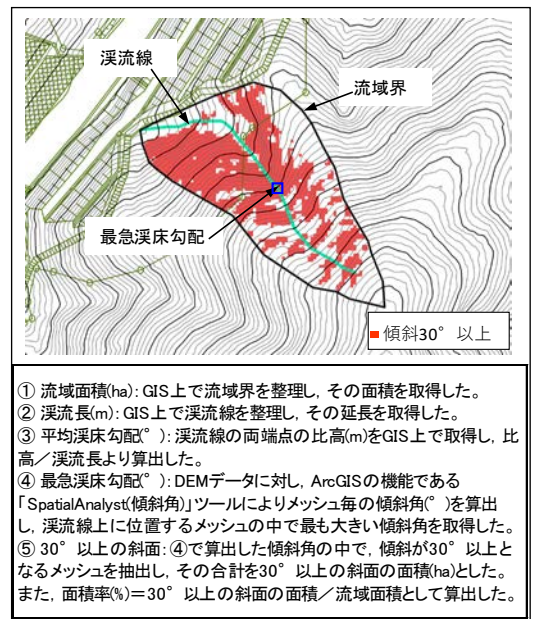 渓流線
流域界
最急渓床勾配
傾斜30°以上
① 流域面積(ha):GIS上で流域界を整理し,その面積を取得した。
② 渓流長(m):GIS上で渓流線を整理し,その延長を取得した。
③ 平均渓床勾配(°):渓流線の両端点の比高(m)をGIS上で取得し,比
高/渓流長より算出した。
④ 最急渓床勾配(°):DEMデータに対し,ArcGISの機能である
「SpatialAnalyst(傾斜角)」ツールによりメッシュ毎の傾斜角(°)を算出
し,渓流線上に位置するメッシュの中で最も大きい傾斜角を取得した。
⑤ 30°以上の斜面:④で算出した傾斜角の中で,傾斜が30°以上と
なるメッシュを抽出し,その合計を30°以上の斜面の面積(ha)とした。
また,面積率(%)=30°以上の斜面の面積/流域面積として算出した。